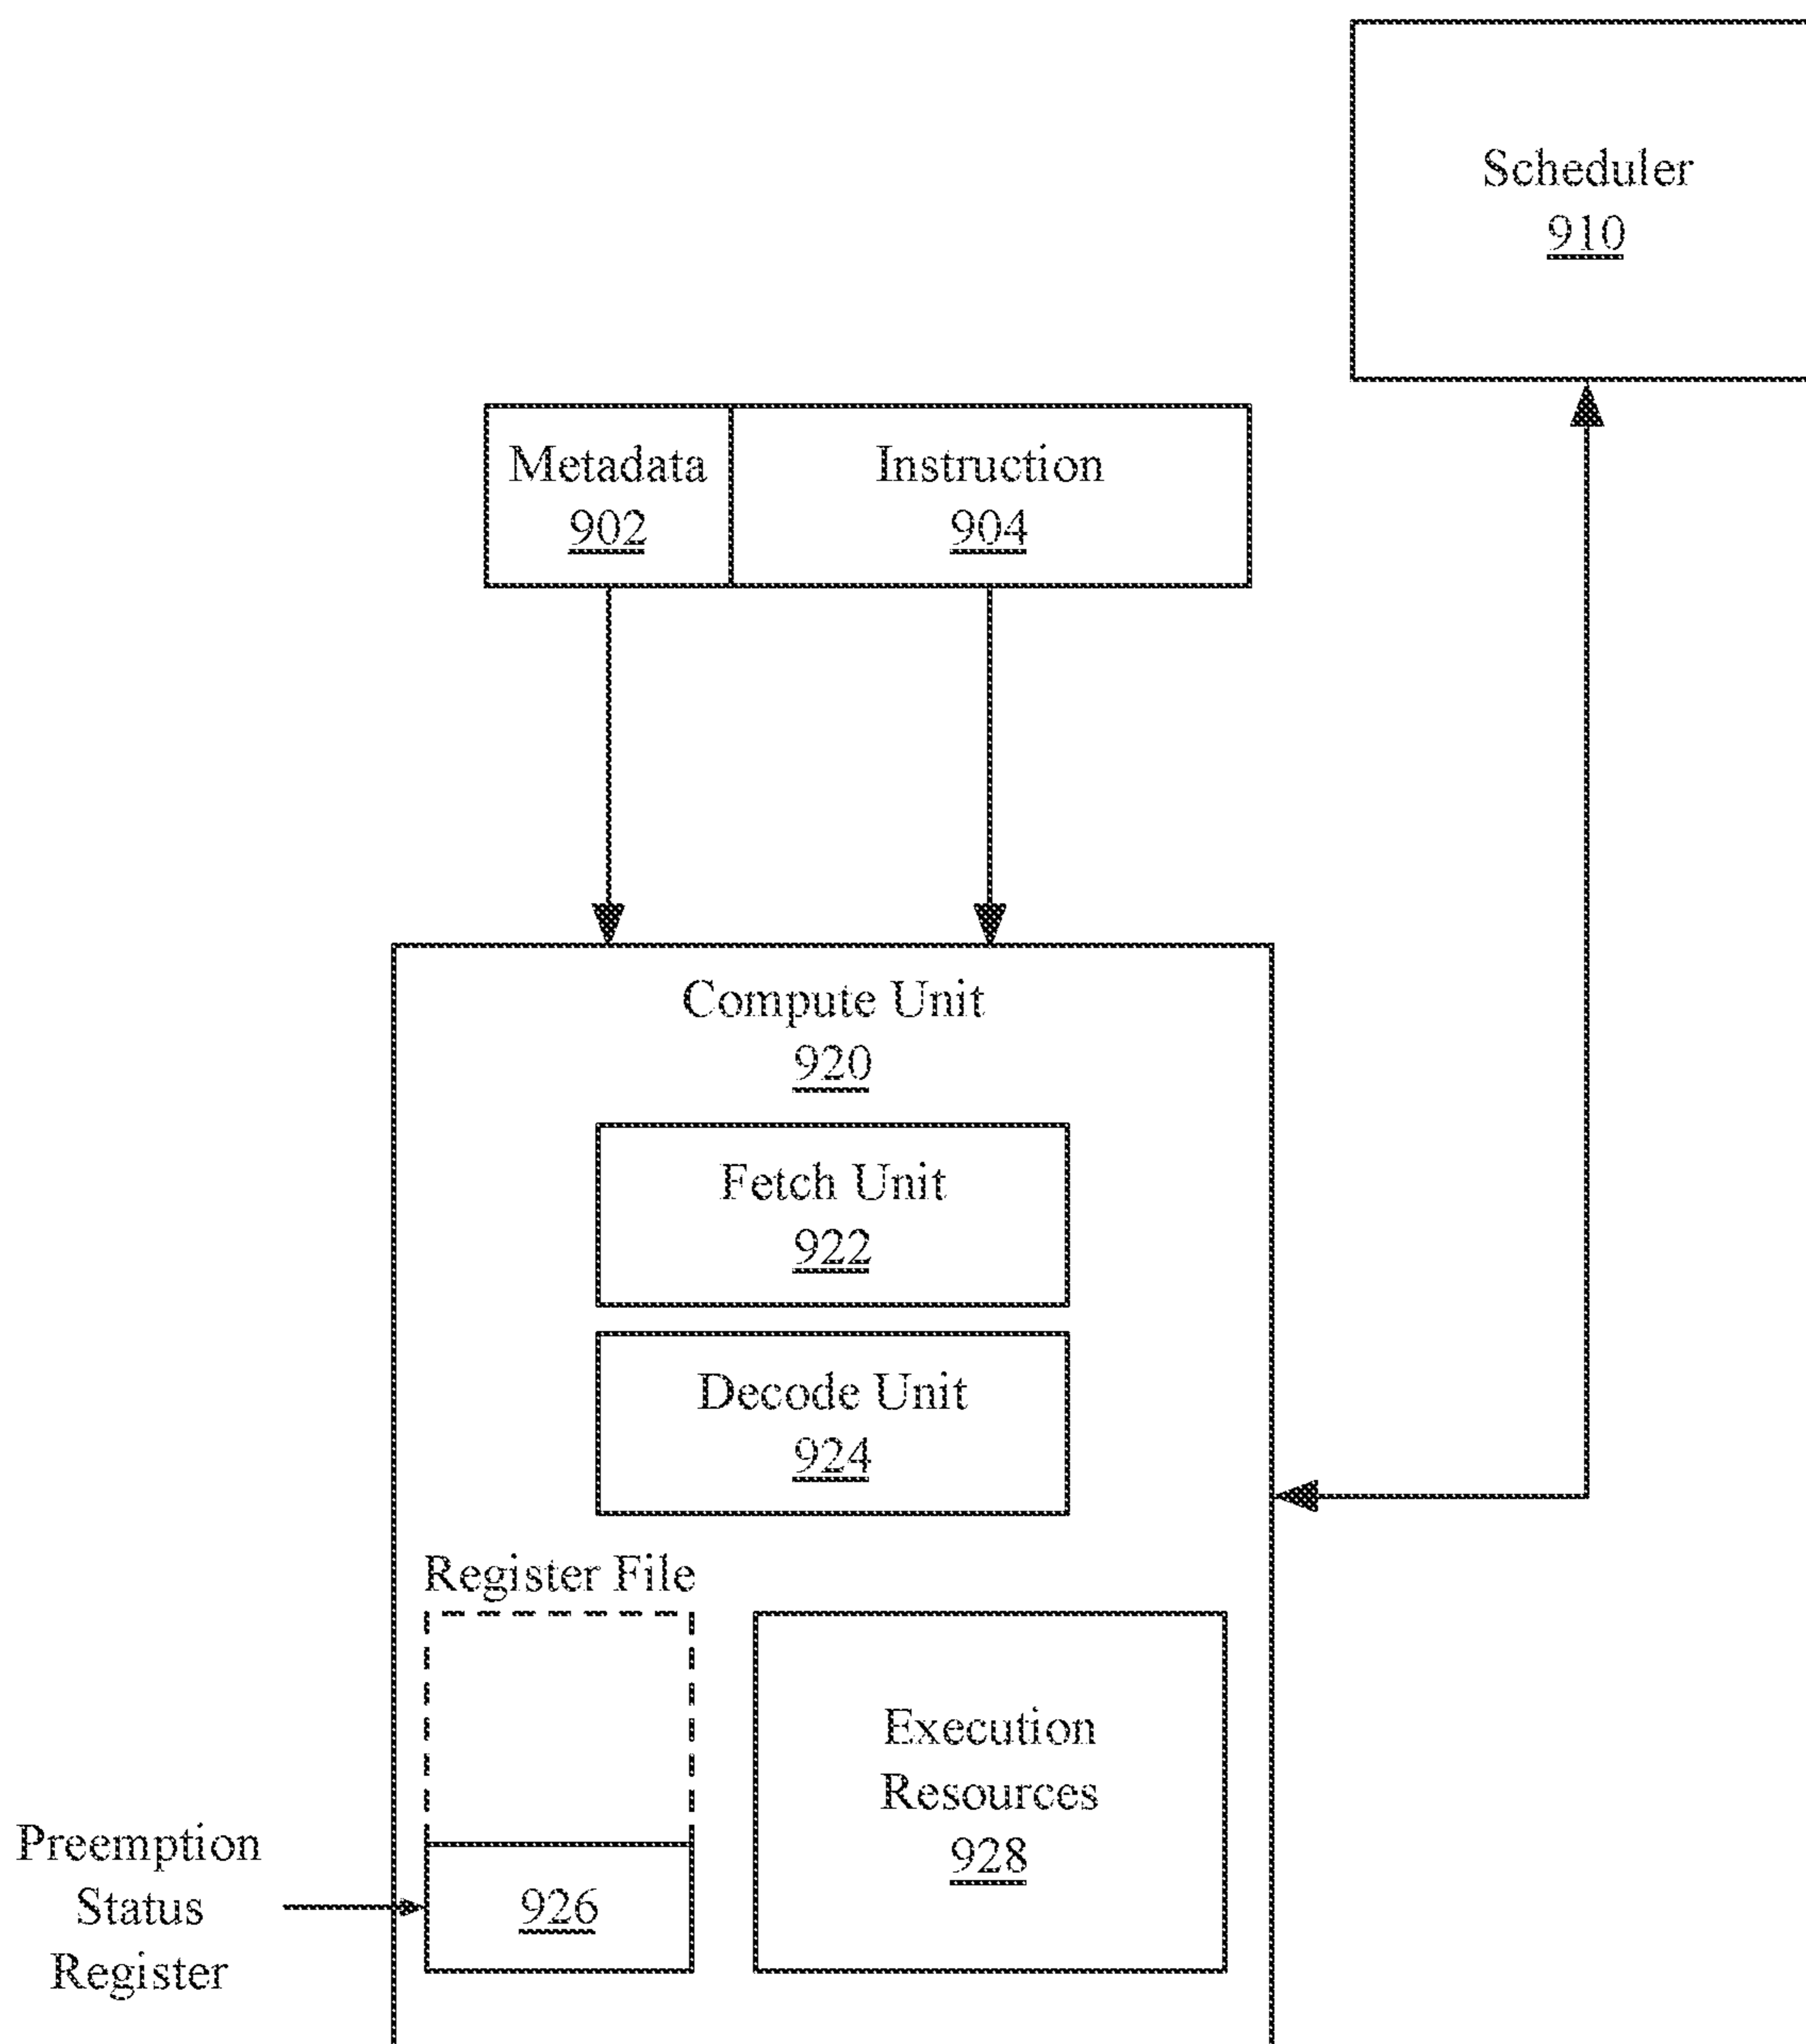 Scheduler
910
Metadata
902
Instruction
904
Compute Unit
920
Fetch Unit
922
Decode Unit
924
Register File
Execution
Resources
928
Preemption
Status
Register
926